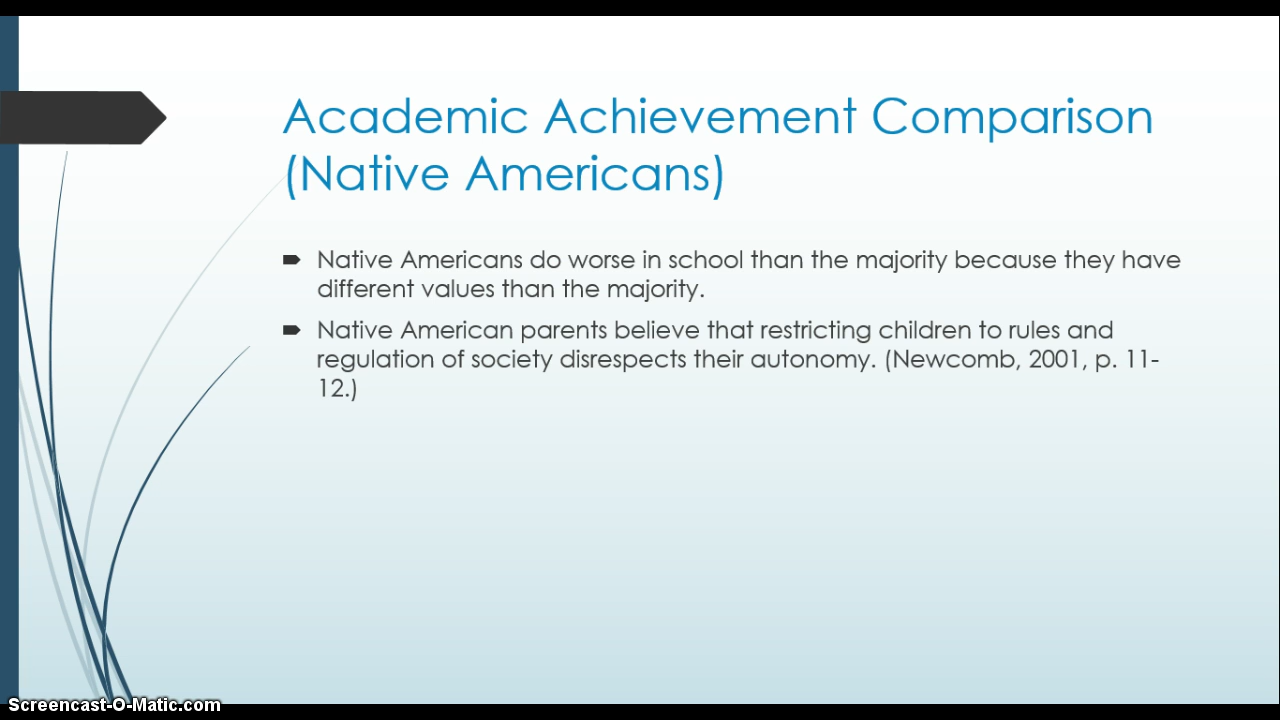 Academic Achievement Comparison
(Native Americans)
Native Americans do worse in school than the majority because they have
different values than the majority.
Native American parents believe that restricting children to rules and
regulation of society disrespects their autonomy. (Newcomb, 2001, p. 11-
12.)
Screencast-O-Matic.com